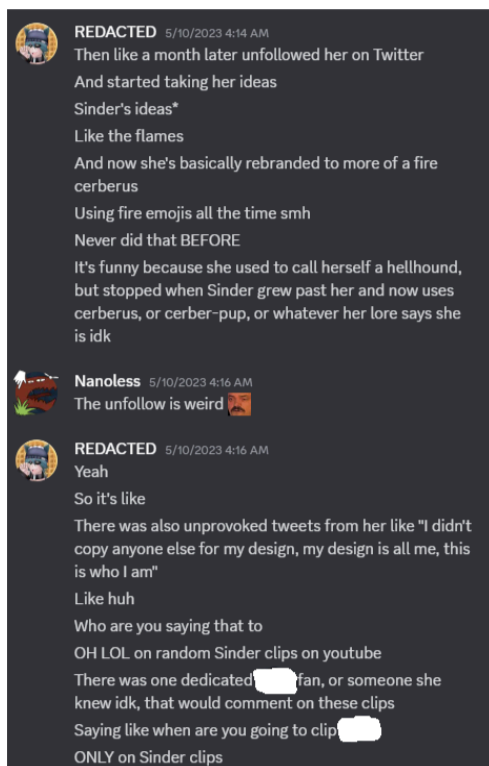 REDACTED 5/10/2023 4:14 AM
Then like a month later unfollowed her on Twitter
And started taking her ideas
Sinder's ideas*
Like the flames
And now she's basically rebranded to more of a fire
cerberus
Using fire emojis all the time smh
Never did that BEFORE
It's funny because she used to call herself a hellhound,
but stopped when Sinder grew past her and now uses
cerberus, or cerber-pup, or whatever her lore says she
is idk
Nanoless 5/10/2023 4:16 AM
The unfollow is weird
REDACTED 5/10/2023 4:16 AM
Yeah
So it's like
There was also unprovoked tweets from her like "I didn't
copy anyone else for my design, my design is all me, this
is who I am"
Like huh
Who are you saying that to
OH LOL on random Sinder clips on youtube
There was one dedicated fan, or someone she
knew idk, that would comment on these clips
Saying like when are you going to clip
ONLY on Sinder clips